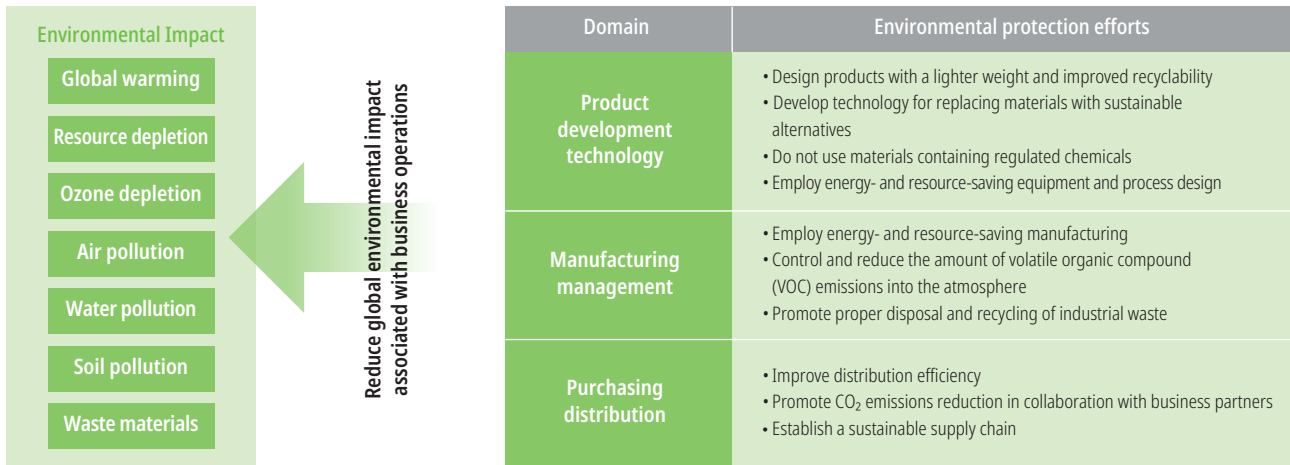 Environmental Impact
Global warming
Resource depletion
Ozone depletion
Air pollution
Water pollution
Soil pollution
Waste materials
Reduce global environmental impact
associated with business operations
Domain
Environmental protection efforts
Product
development
technology
• Design products with a lighter weight and improved recyclability
• Develop technology for replacing materials with sustainable
alternatives
• Do not use materials containing regulated chemicals
• Employ energy- and resource-saving equipment and process design
Manufacturing
management
• Employ energy- and resource-saving manufacturing
• Control and reduce the amount of volatile organic compound
(VOC) emissions into the atmosphere
• Promote proper disposal and recycling of industrial waste
Purchasing
distribution
• Improve distribution efficiency
• Promote CO₂ emissions reduction in collaboration with business partners
• Establish a sustainable supply chain